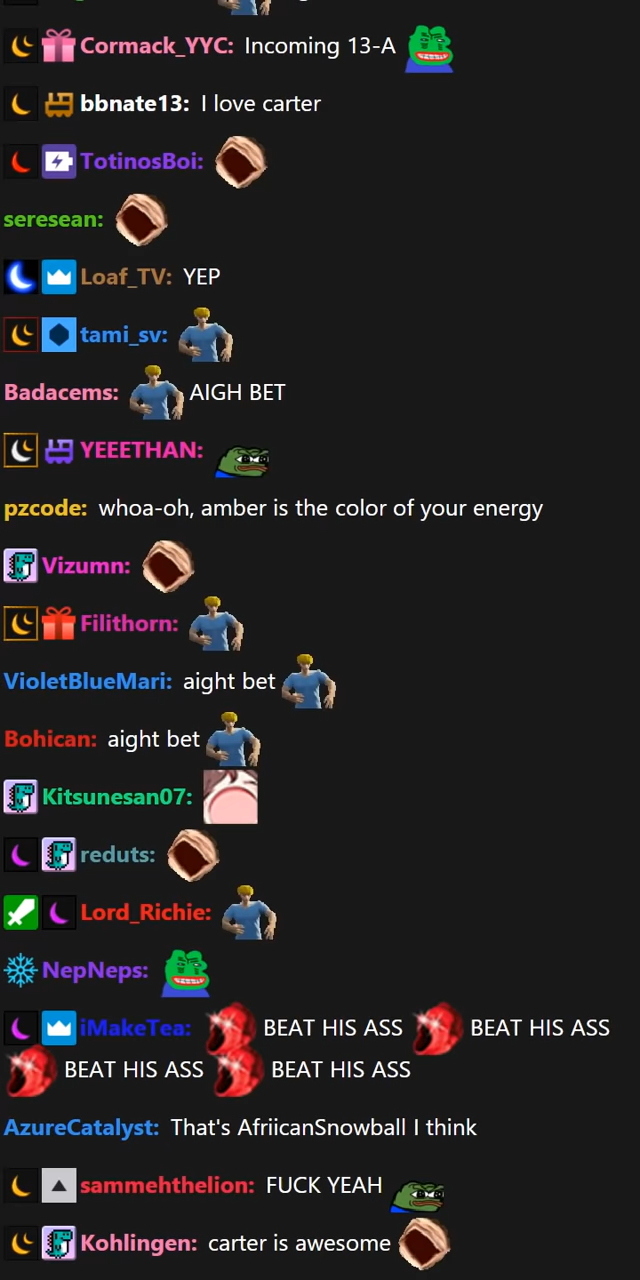 Cormack_YYC: Incoming 13-A
bbnate13: I love carter
TotinosBoi:
seresean:
Loaf_TV: YEP
tami_sv:
Badacems: AIGH BET
YEEETHAN:
pzcode: whoa-oh, amber is the color of your energy
Vizumn:
Filithorn:
VioletBlueMari: aight bet
Bohican: aight bet
Kitsunesan07:
reduts:
Lord_Richie:
NepNeps:
iMakeTea: BEAT HIS ASS BEAT HIS ASS
BEAT HIS ASS BEAT HIS ASS
AzureCatalyst: That's AfriicanSnowball I think
sammehthelion: FUCK YEAH
Kohlingen: carter is awesome